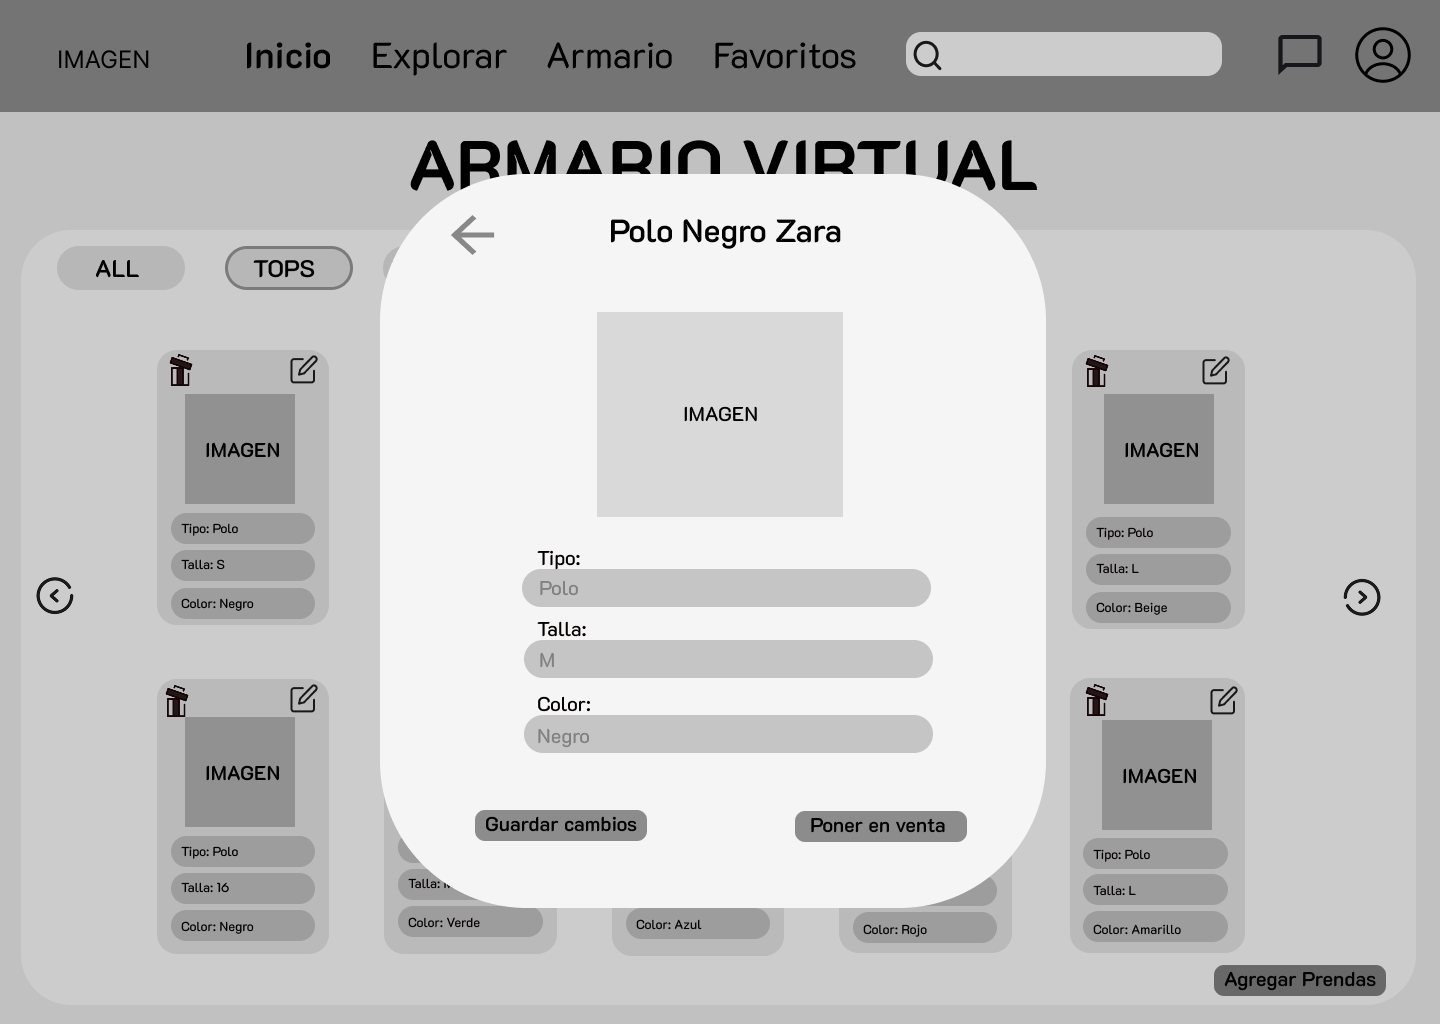 IMAGEN
Inicio Explorar Armario Favoritos
ARMARIO VIRTUAL
ALL
TOPS
Polo Negro Zara
IMAGEN
Tipo:
Polo
Talla:
M
Color:
Negro
Guardar cambios
Poner en venta
IMAGEN
Tipo: Polo
Talla: S
Color: Negro
IMAGEN
Tipo: Polo
Talla: L
Color: Beige
IMAGEN
Tipo: Polo
Talla: 16
Color: Negro
Talla:
Color: Verde
Color: Azul
Color: Rojo
IMAGEN
Tipo: Polo
Talla: L
Color: Amarillo
Agregar Prendas